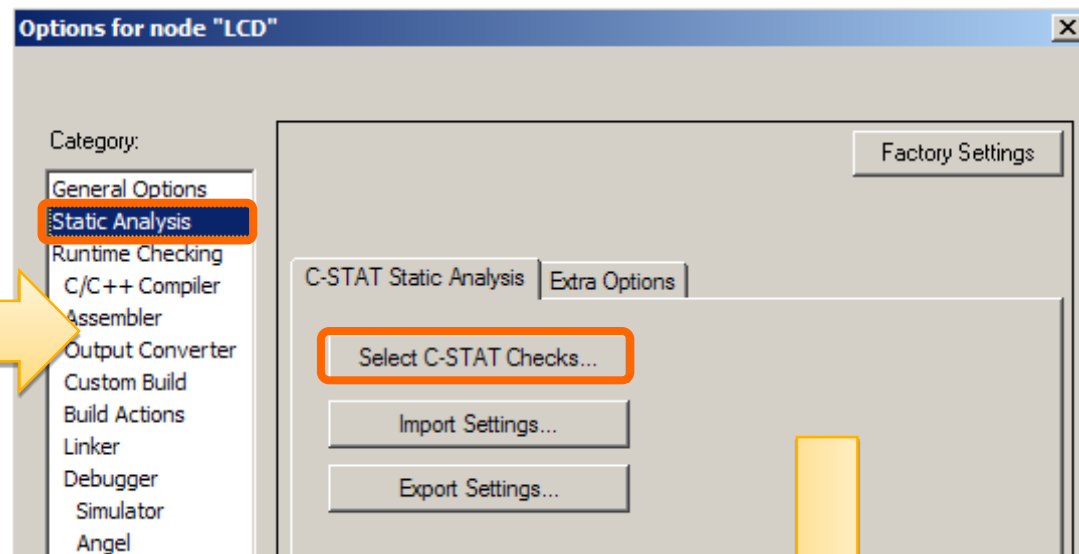 Options for node "LCD"
Category:
Factory Settings
General Options
Static Analysis
Runtime Checking
C/C++ Compiler
Assembler
Output Converter
Custom Build
Build Actions
Linker
Debugger
Simulator
Angel
C-STAT Static Analysis
Extra Options
Select C-STAT Checks...
Import Settings...
Export Settings...